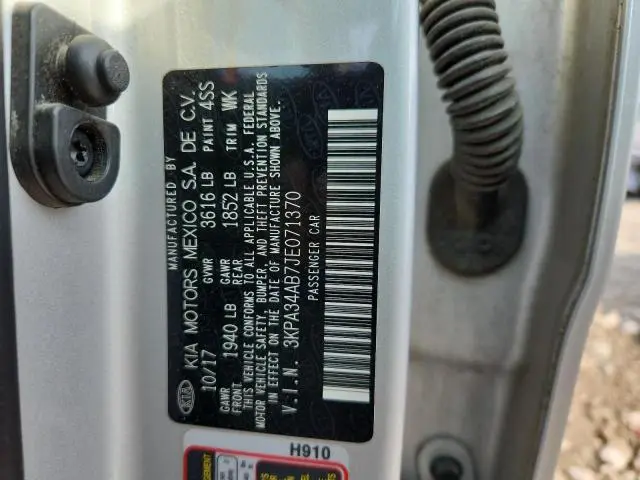 MANUFACTURED BY
KIA KIA MOTORS MEXICO S.A. DE C.V.
10/17 GVWR 3616 LB PAINT 4SS
GAWR FRONT 1940 LB GAWR REAR 1852 LB TRIM WK
THIS VEHICLE CONFORMS TO ALL APPLICABLE U.S.A. FEDERAL
MOTOR VEHICLE SAFETY, BUMPER, AND THEFT PREVENTION STANDARDS
IN EFFECT ON THE DATE OF MANUFACTURE SHOWN ABOVE.
V.I.N. 3KPA34AB7JE071370
PASSENGER CAR
H910